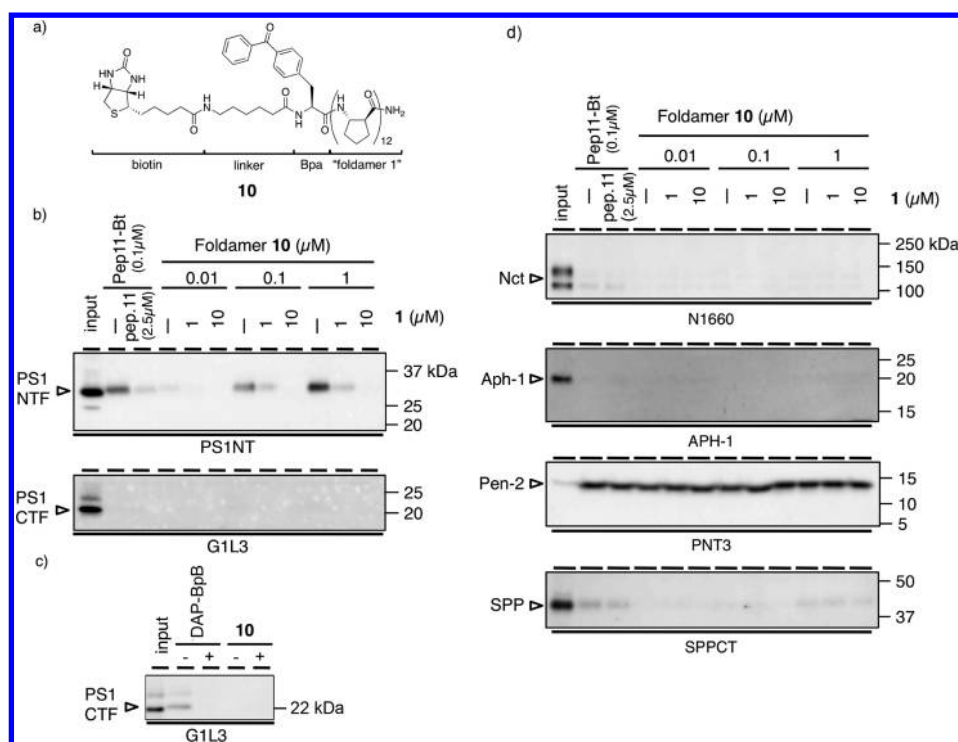 a)
O
HN NH
H H
S
O
N
H
O
N
H
O
O
H
N
O
NH₂
12
biotin linker Bpa "foldamer 1"
10
b)
Pep11-Bt
(0.1µM)
Foldamer 10 (µM)
0.01 0.1 1
input — pep.11 (2.5µM) — 1 10 — 1 10 — 1 10 1 (µM)
PS1
NTF
37 kDa
25
20
PS1NT
PS1
CTF
25
20
G1L3
c)
input DAP-BpB 10
- + - +
PS1
CTF
22 kDa
G1L3
d)
Pep11-Bt
(0.1µM)
Foldamer 10 (µM)
0.01 0.1 1
input — pep.11 (2.5µM) — 1 10 — 1 10 — 1 10 1 (µM)
Nct
250 kDa
150
100
N1660
Aph-1
25
20
15
APH-1
Pen-2
15
10
5
PNT3
SPP
50
37
SPPCT